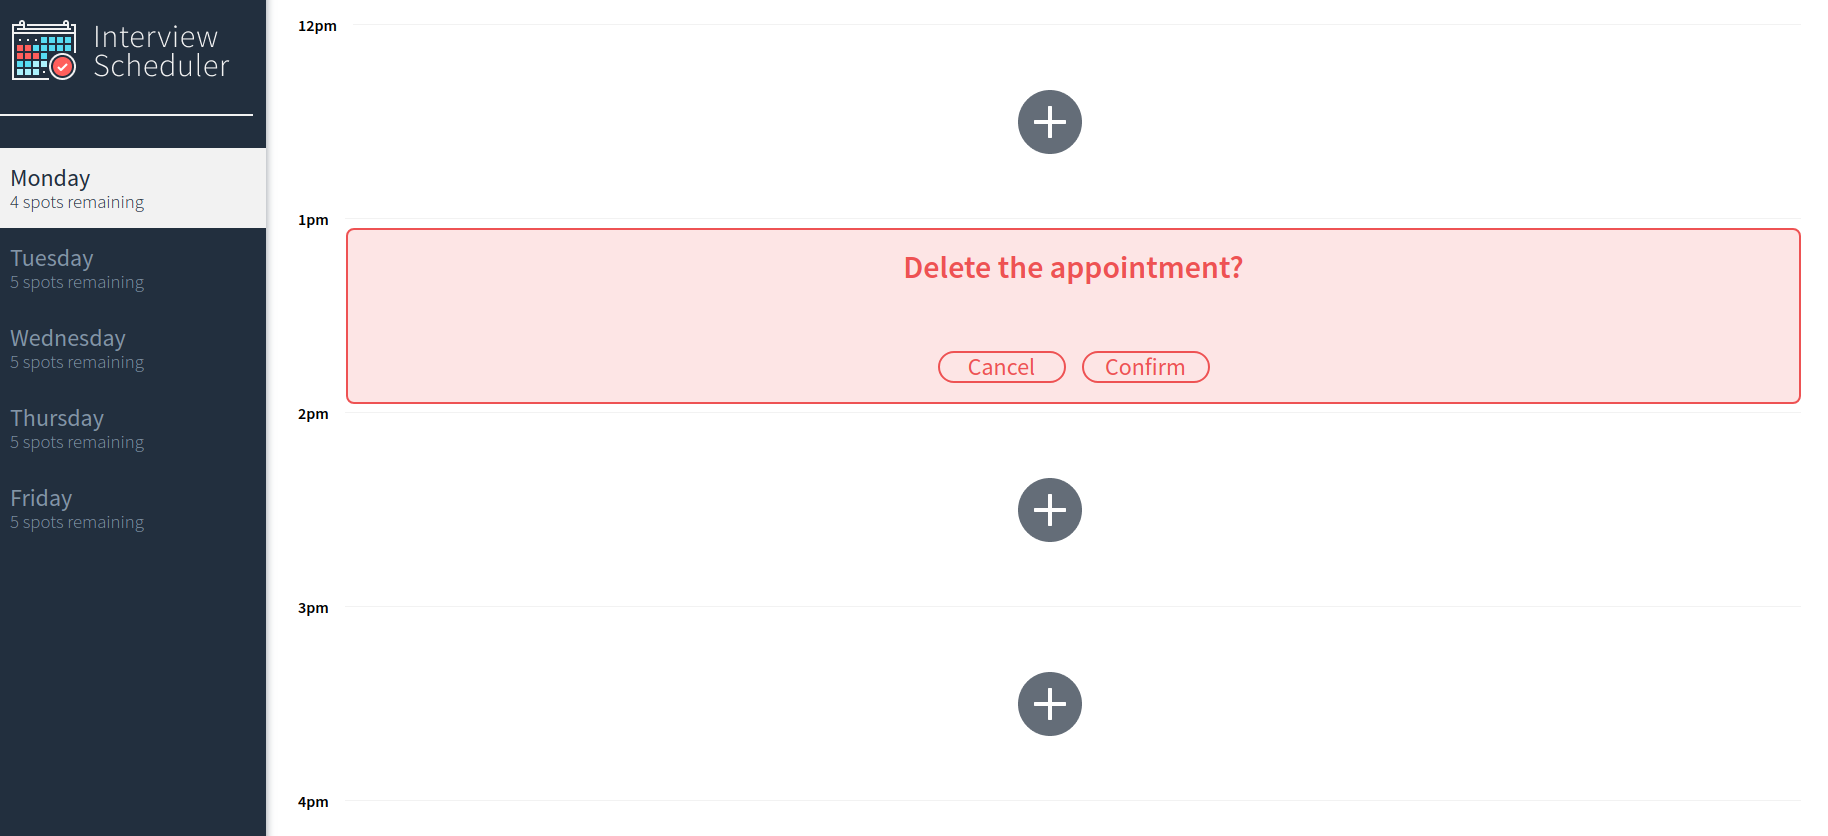 Interview
Scheduler
Monday
4 spots remaining
Tuesday
5 spots remaining
Wednesday
5 spots remaining
Thursday
5 spots remaining
Friday
5 spots remaining
12pm
1pm
Delete the appointment?
Cancel Confirm
2pm
3pm
4pm